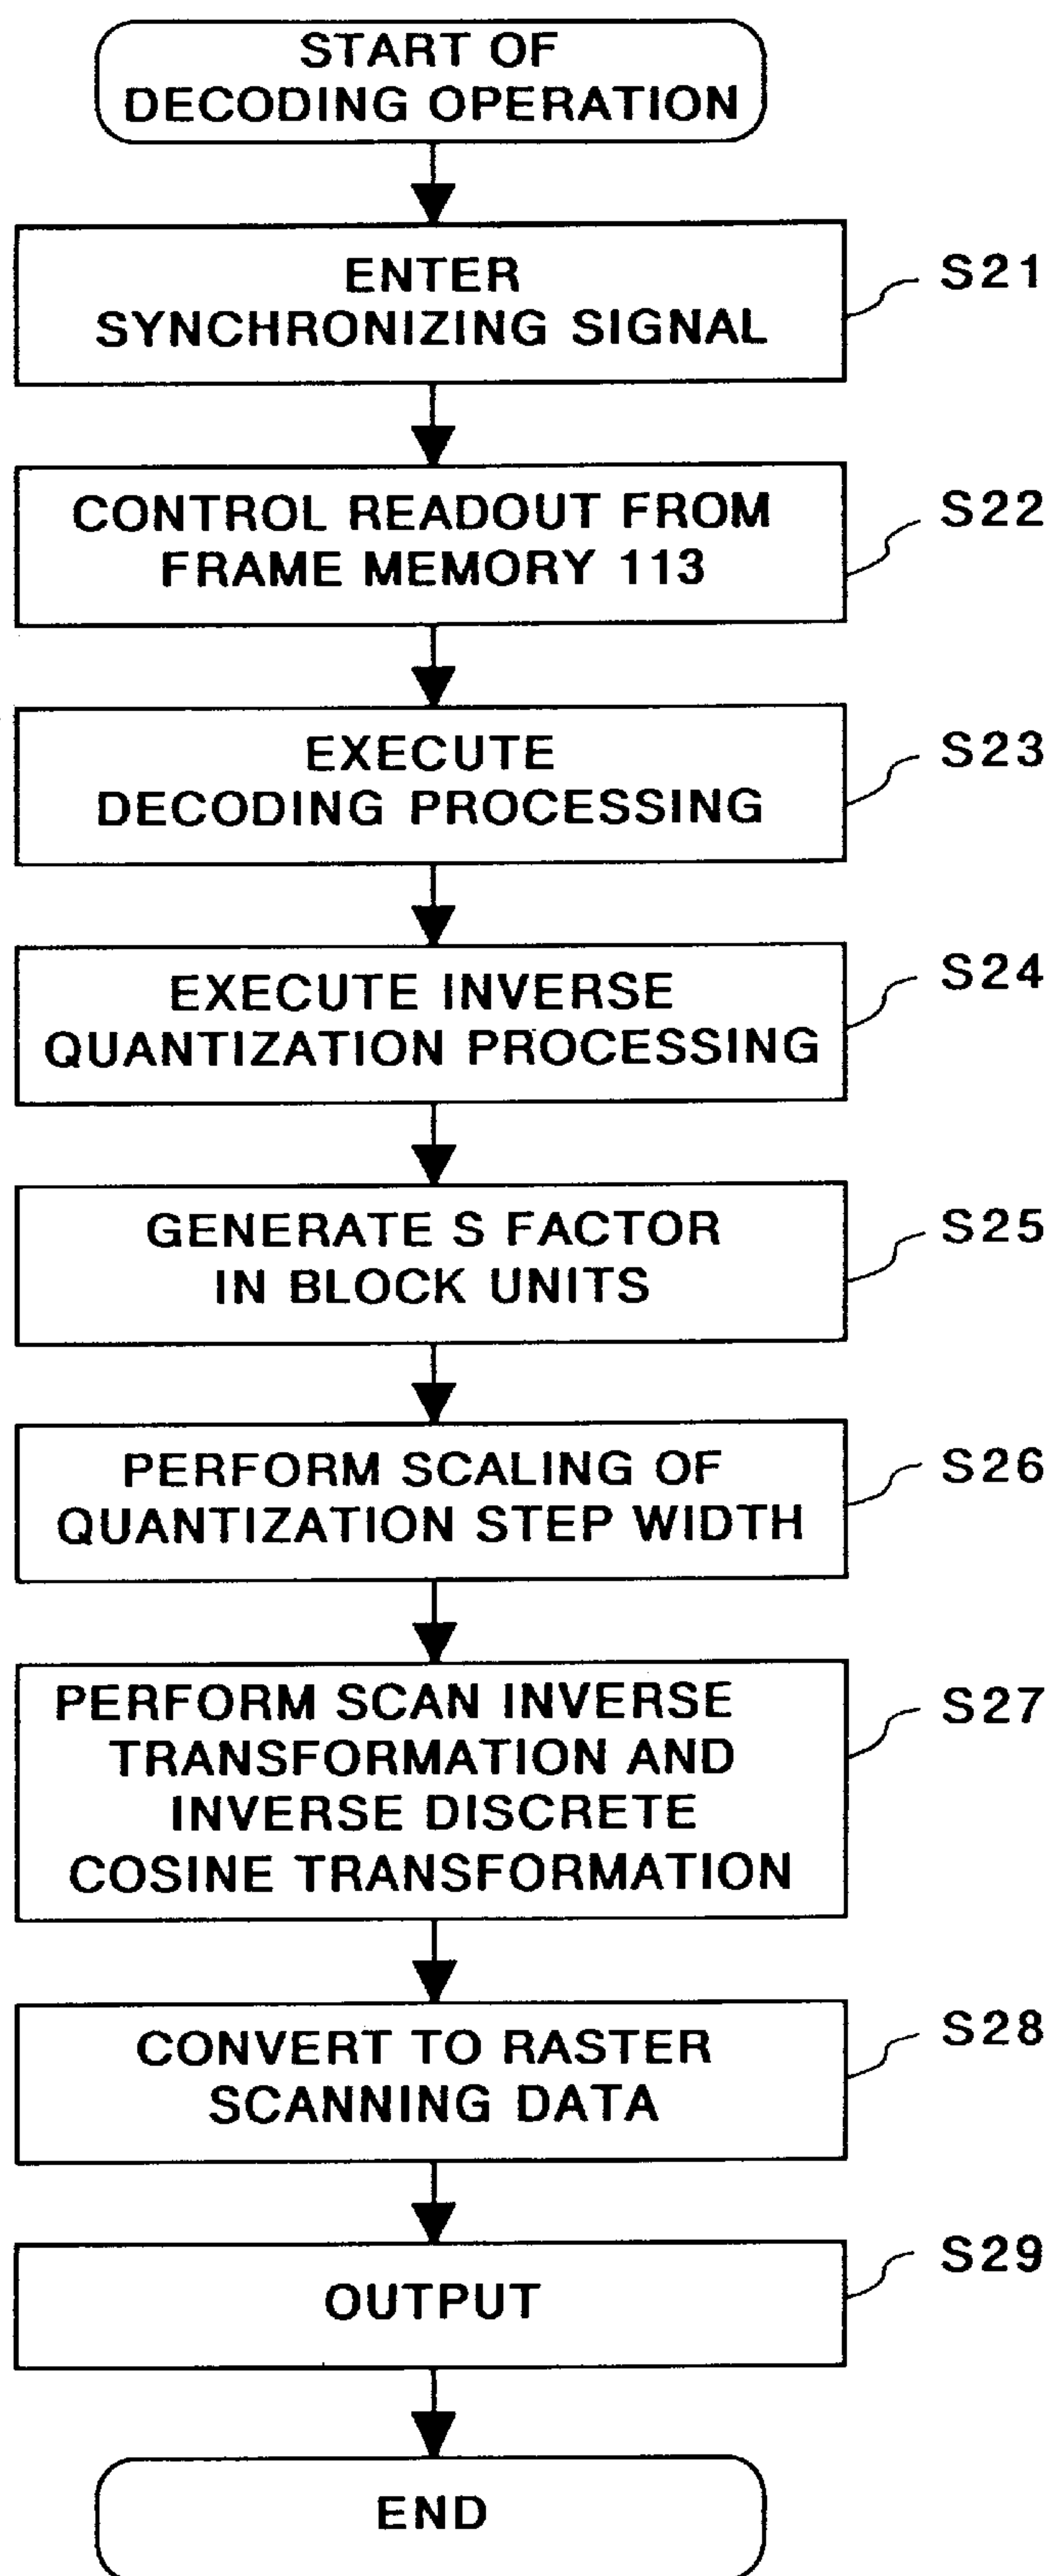 START OF
DECODING OPERATION
ENTER
SYNCHRONIZING SIGNAL
S21
CONTROL READOUT FROM
FRAME MEMORY 113
S22
EXECUTE
DECODING PROCESSING
S23
EXECUTE INVERSE
QUANTIZATION PROCESSING
S24
GENERATE S FACTOR
IN BLOCK UNITS
S25
PERFORM SCALING OF
QUANTIZATION STEP WIDTH
S26
PERFORM SCAN INVERSE
TRANSFORMATION AND
INVERSE DISCRETE
COSINE TRANSFORMATION
S27
CONVERT TO RASTER
SCANNING DATA
S28
OUTPUT
S29
END